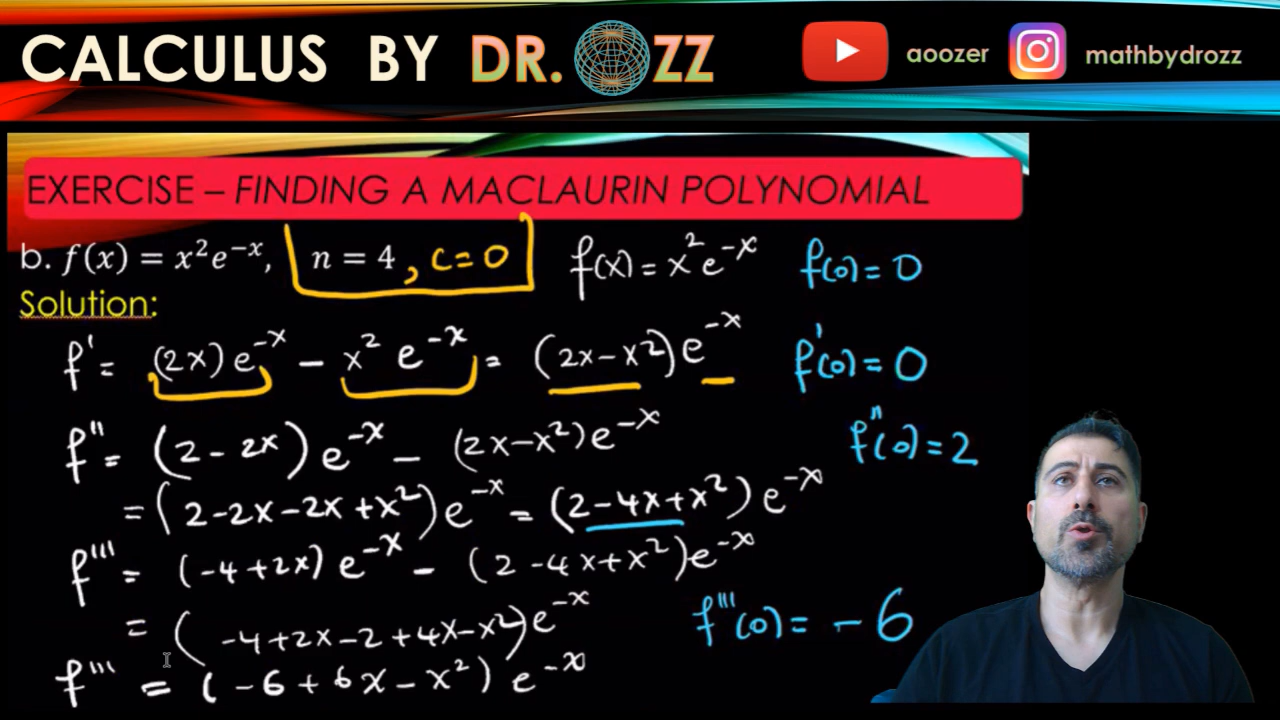 CALCULUS BY DR. OZZ
aoozer
mathbydrozz
EXERCISE – FINDING A MACLAURIN POLYNOMIAL
b. f(x) = x²e⁻ˣ, n = 4, c = 0 f(x) = x²e⁻ˣ f(0) = 0
Solution:
f' = (2x)e⁻ˣ − x²e⁻ˣ = (2x−x²)e⁻ˣ f'(0) = 0
f'' = (2−2x)e⁻ˣ − (2x−x²)e⁻ˣ f''(0) = 2
= (2−2x−2x+x²)e⁻ˣ = (2−4x+x²)e⁻ˣ
f''' = (−4+2x)e⁻ˣ − (2−4x+x²)e⁻ˣ
= (−4+2x−2+4x−x²)e⁻ˣ f'''(0) = −6
f''' = (−6+6x−x²)e⁻ˣ